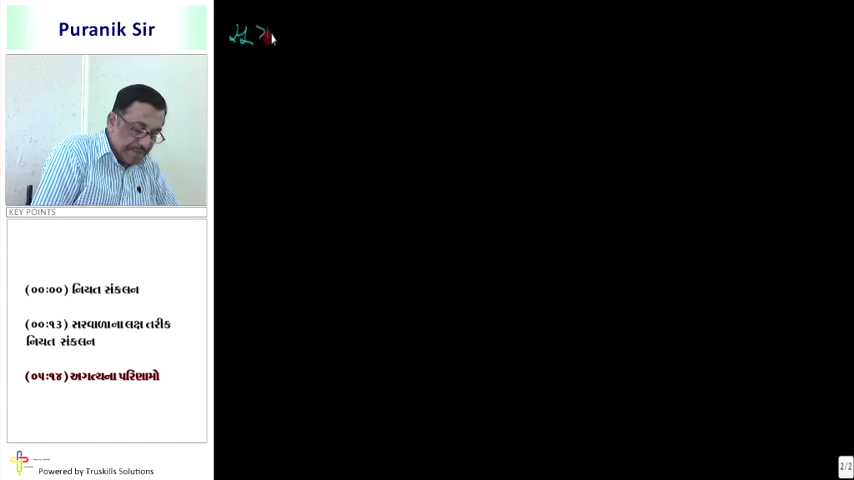 Puranik Sir
KEY POINTS
(૦૦:૦૦) નિયત સંકલન
(૦૦:૧૩) સરવાળાના લક્ષ તરીક
નિયત સંકલન
(૦૫:૧૪) અગત્યના પરિણામો
Powered by Truskills Solutions
2/2